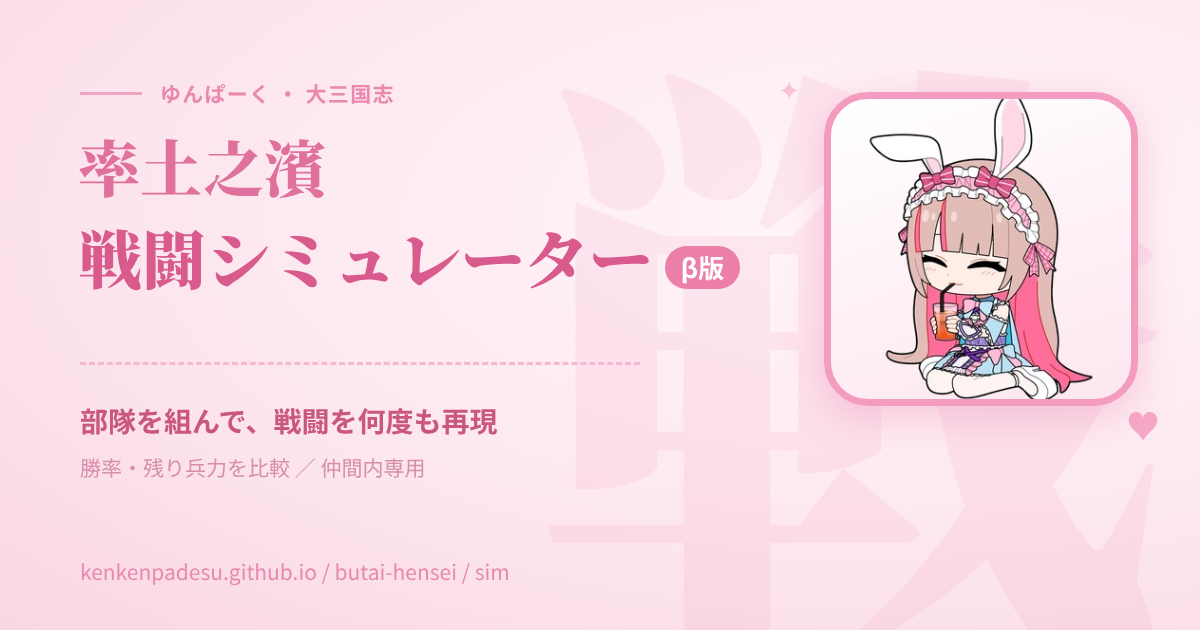 ゆんぱーく ・ 大三国志
率土之濱
戦闘シミュレーター β版
部隊を組んで、戦闘を何度も再現
勝率・残り兵力を比較 ／ 仲間内専用
kenkenpadesu.github.io / butai-hensei / sim
戦